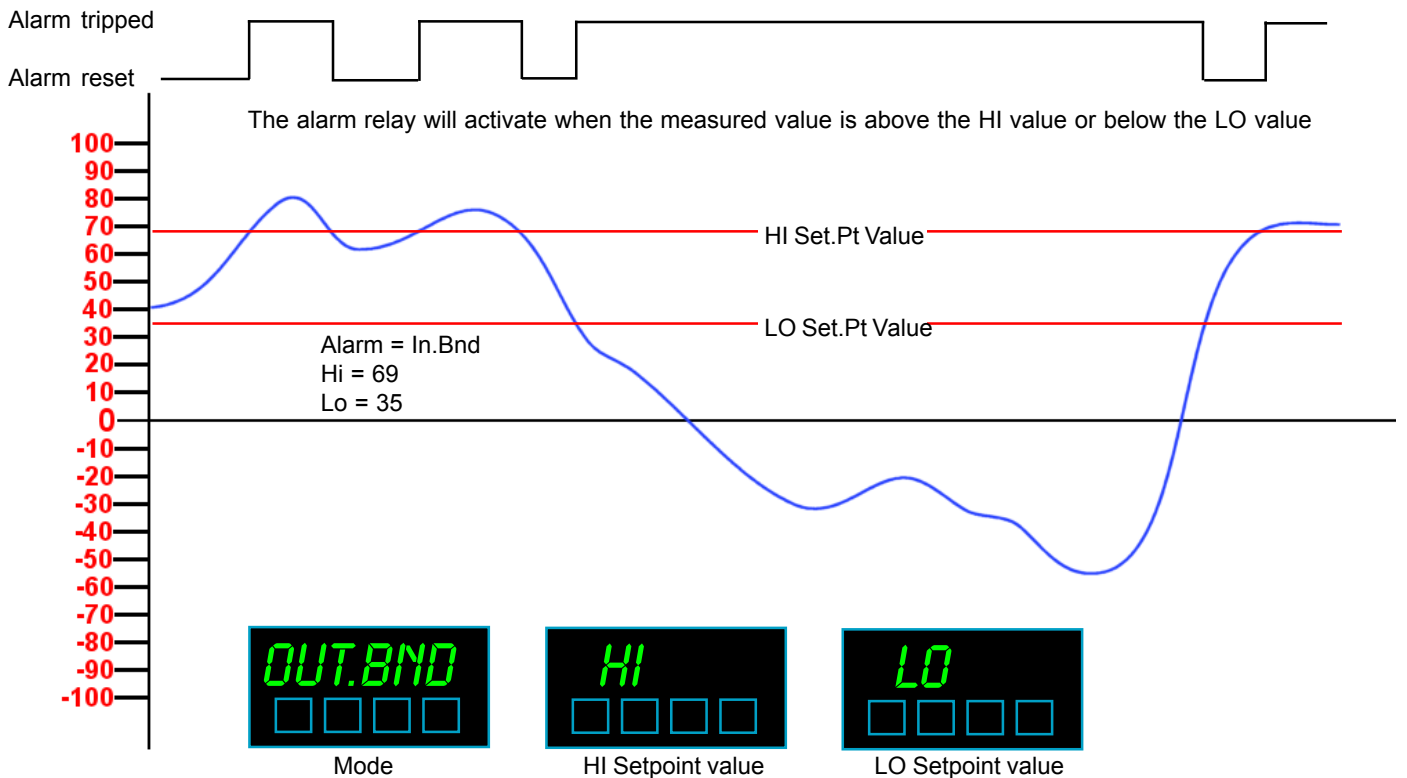 Alarm tripped
Alarm reset
The alarm relay will activate when the measured value is above the HI value or below the LO value
100
90
80
70
60
50
40
30
20
10
0
-10
-20
-30
-40
-50
-60
-70
-80
-90
-100
HI Set.Pt Value
LO Set.Pt Value
Alarm = In.Bnd
Hi = 69
Lo = 35
OUT.BND
HI
LO
Mode
HI Setpoint value
LO Setpoint value